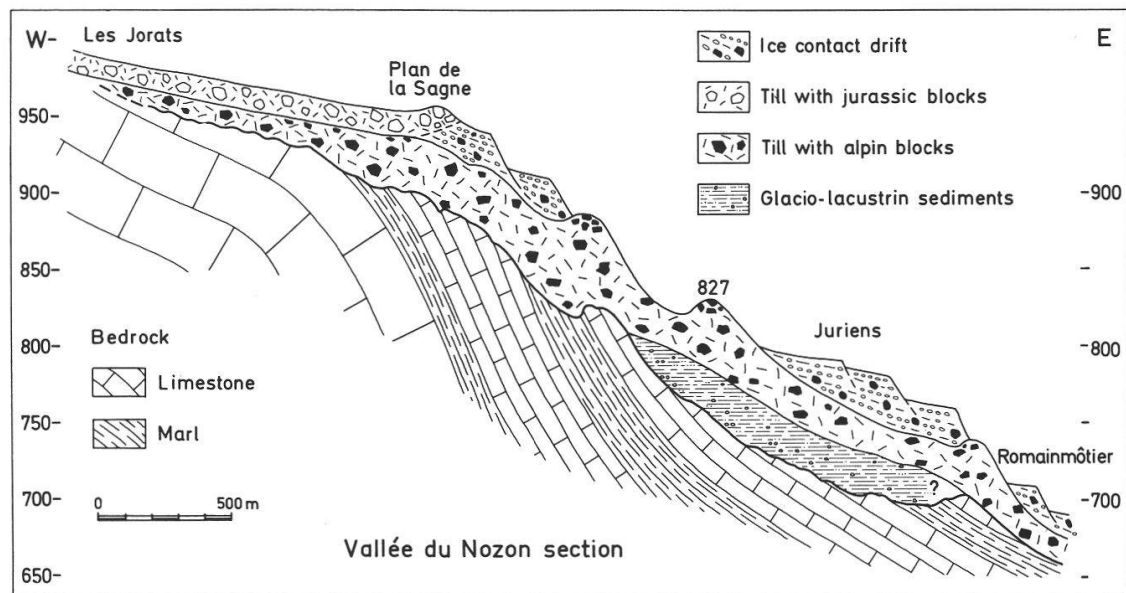 W-
Les Jorats
E
Plan de
la Sagne
Ice contact drift
Till with jurassic blocks
Till with alpin blocks
Glacio-lacustrin sediments
950-
900-
-900
850-
827
Juriens
800-
-800
Bedrock
Limestone
Marl
750-
Romainmôtier
?
700-
-700
0
500 m
Vallée du Nozon section
650-